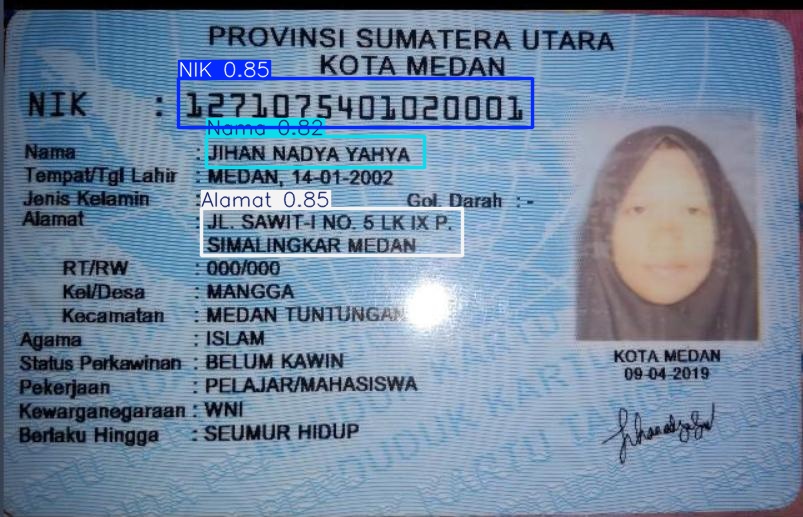 PROVINSI SUMATERA UTARA
KOTA MEDAN
NIK 0.85
NIK : 1271075401020001
Nama 0.82
Nama : JIHAN NADYA YAHYA
Tempat/Tgl Lahir : MEDAN, 14-01-2002
Jenis Kelamin Gol. Darah : -
Alamat 0.85
Alamat : JL. SAWIT-I NO. 5 LK IX P.
SIMALINGKAR MEDAN
RT/RW : 000/000
Kel/Desa : MANGGA
Kecamatan : MEDAN TUNTUNGAN
Agama : ISLAM
Status Perkawinan : BELUM KAWIN
Pekerjaan : PELAJAR/MAHASISWA
Kewarganegaraan : WNI
Berlaku Hingga : SEUMUR HIDUP
KOTA MEDAN
09-04-2019